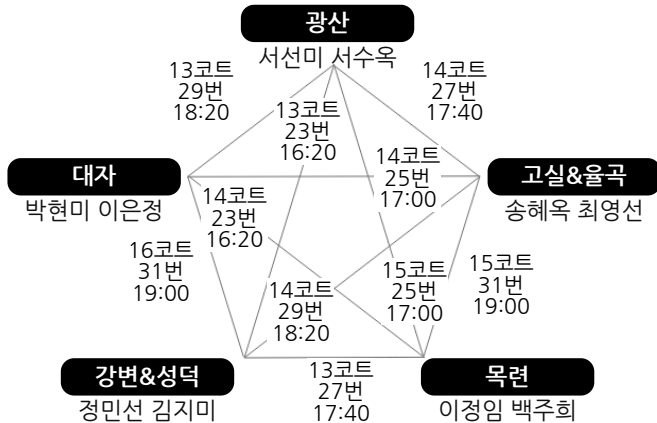 광산
서선미 서수옥
13코트
29번
18:20
14코트
27번
17:40
13코트
23번
16:20
14코트
25번
17:00
대자
박현미 이은정
고실&율곡
송혜옥 최영선
14코트
23번
16:20
16코트
31번
19:00
15코트
25번
17:00
15코트
31번
19:00
14코트
29번
18:20
강변&성덕
정민선 김지미
13코트
27번
17:40
목련
이정임 백주희